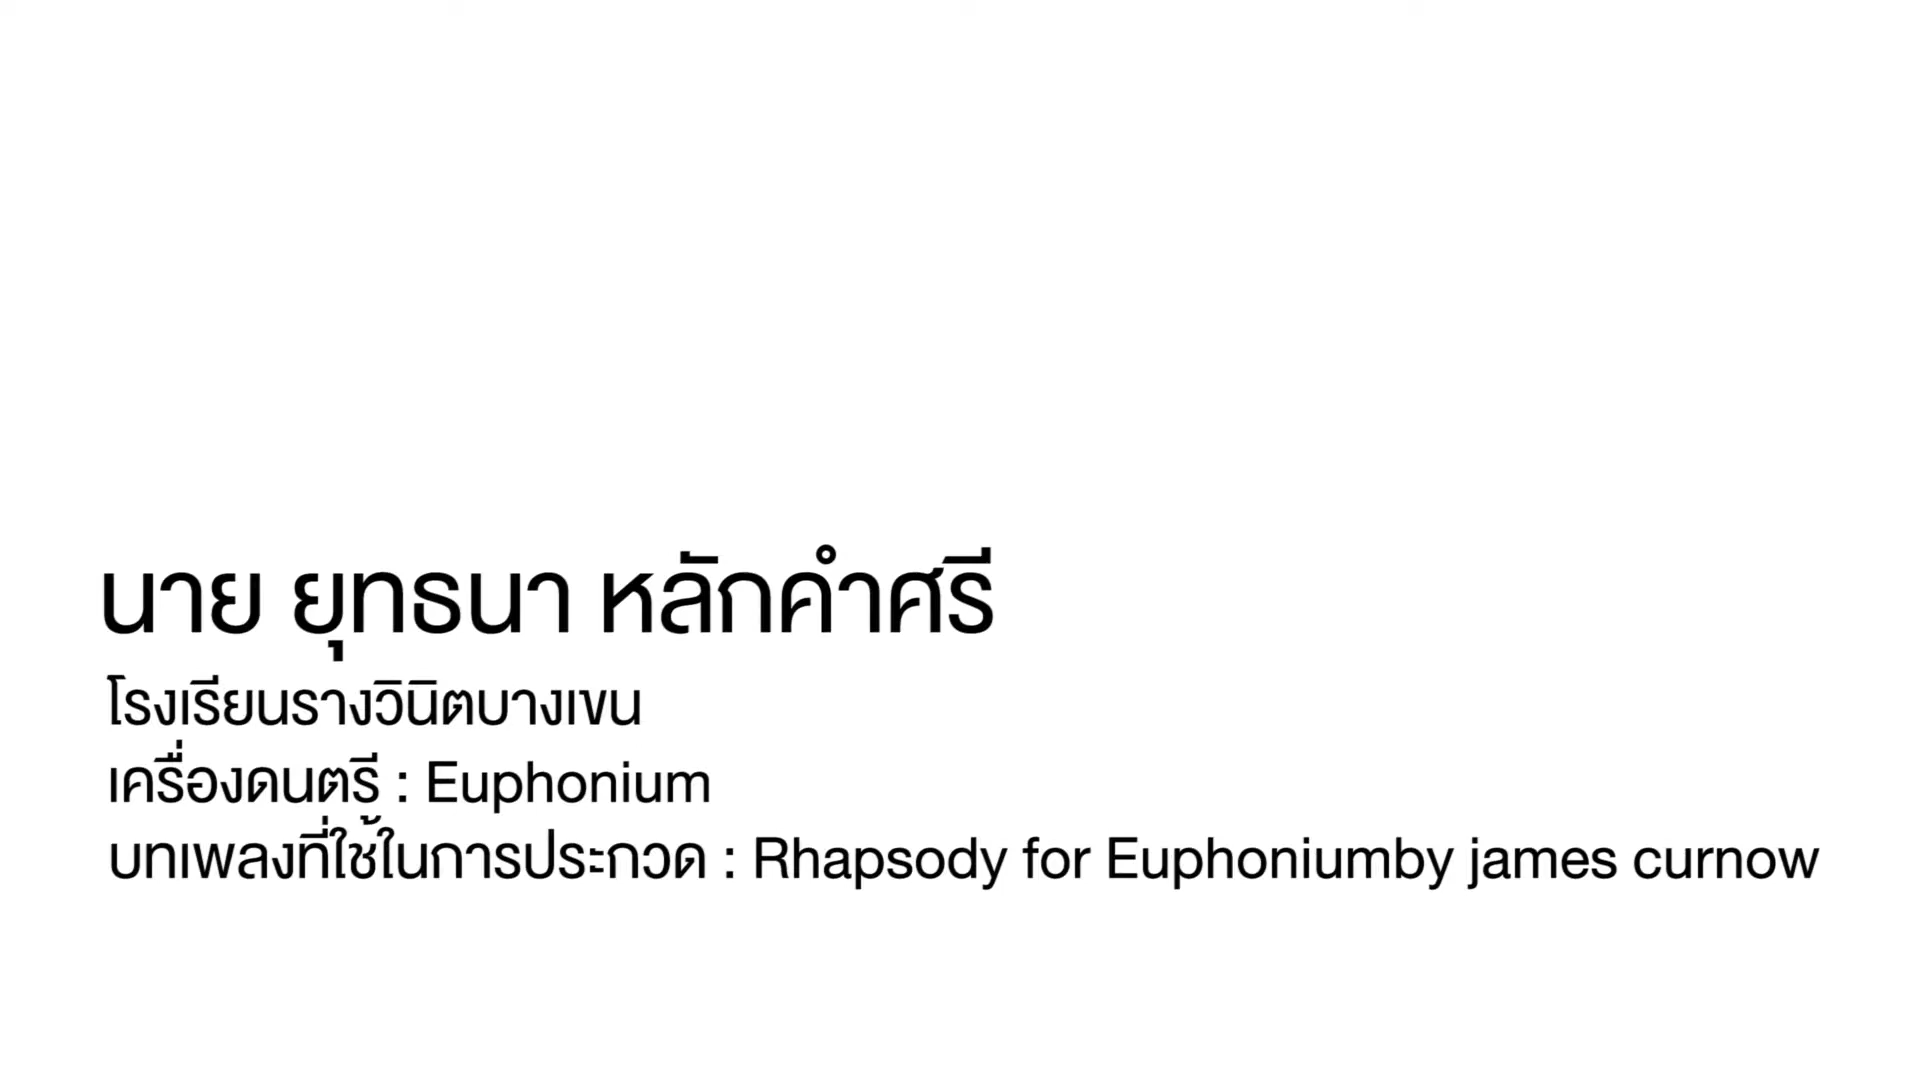 นาย ยุทธนา หลักคำศรี
โรงเรียนรางวินิตบางเขน
เครื่องดนตรี : Euphonium
บทเพลงที่ใช้ในการประกวด : Rhapsody for Euphoniumby james curnow